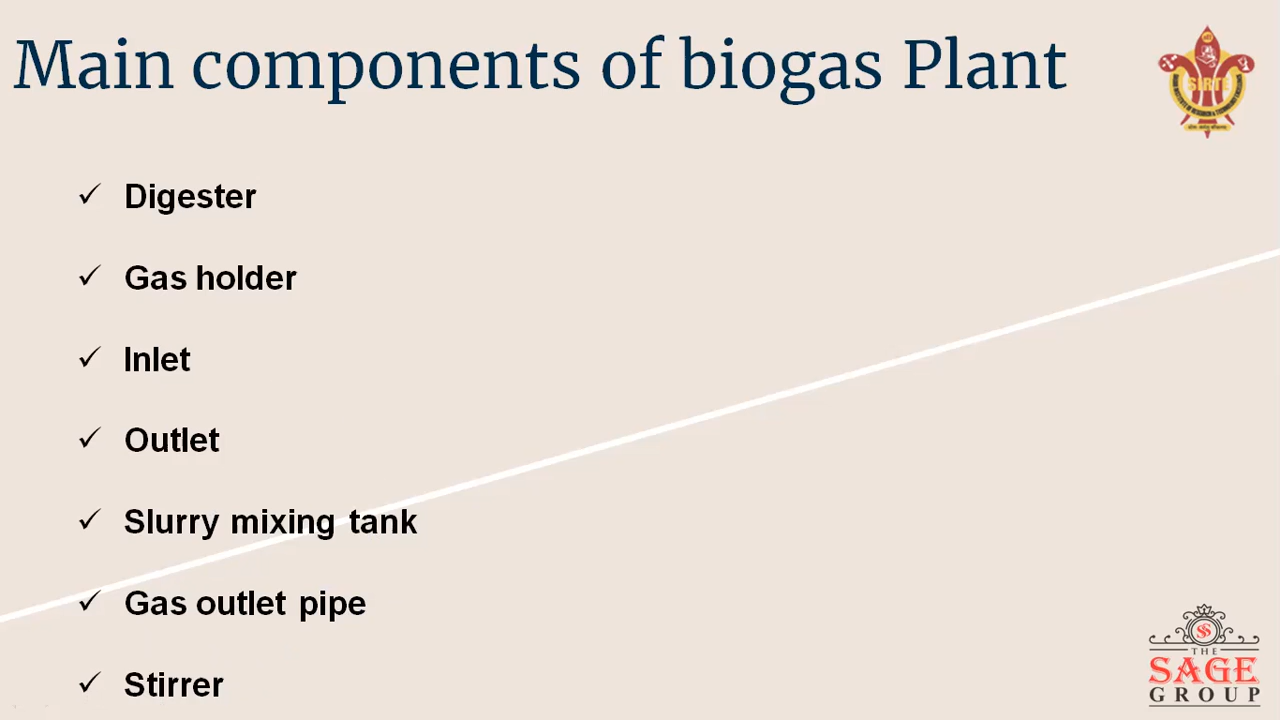 Main components of biogas Plant
SIRTE
✓ Digester
✓ Gas holder
✓ Inlet
✓ Outlet
✓ Slurry mixing tank
✓ Gas outlet pipe
✓ Stirrer
THE
SAGE
GROUP